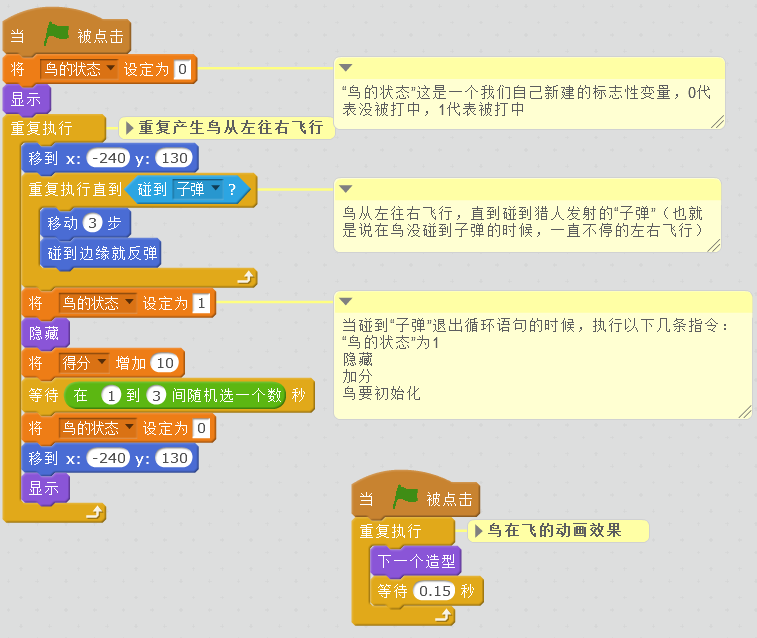 当 被点击
将 鸟的状态 设定为 0
显示
重复执行
重复产生鸟从左往右飞行
移到 x: -240 y: 130
重复执行直到 碰到 子弹 ?
移动 3 步
碰到边缘就反弹
将 鸟的状态 设定为 1
隐藏
将 得分 增加 10
等待 在 1 到 3 间随机选一个数 秒
将 鸟的状态 设定为 0
移到 x: -240 y: 130
显示
“鸟的状态”这是一个我们自己新建的标志性变量，0代
表没被打中，1代表被打中
鸟从左往右飞行，直到碰到猎人发射的“子弹”（也就
是说在鸟没碰到子弹的时候，一直不停的左右飞行）
当碰到“子弹”退出循环语句的时候，执行以下几条指令：
“鸟的状态”为1
隐藏
加分
鸟要初始化
当 被点击
重复执行
鸟在飞的动画效果
下一个造型
等待 0.15 秒